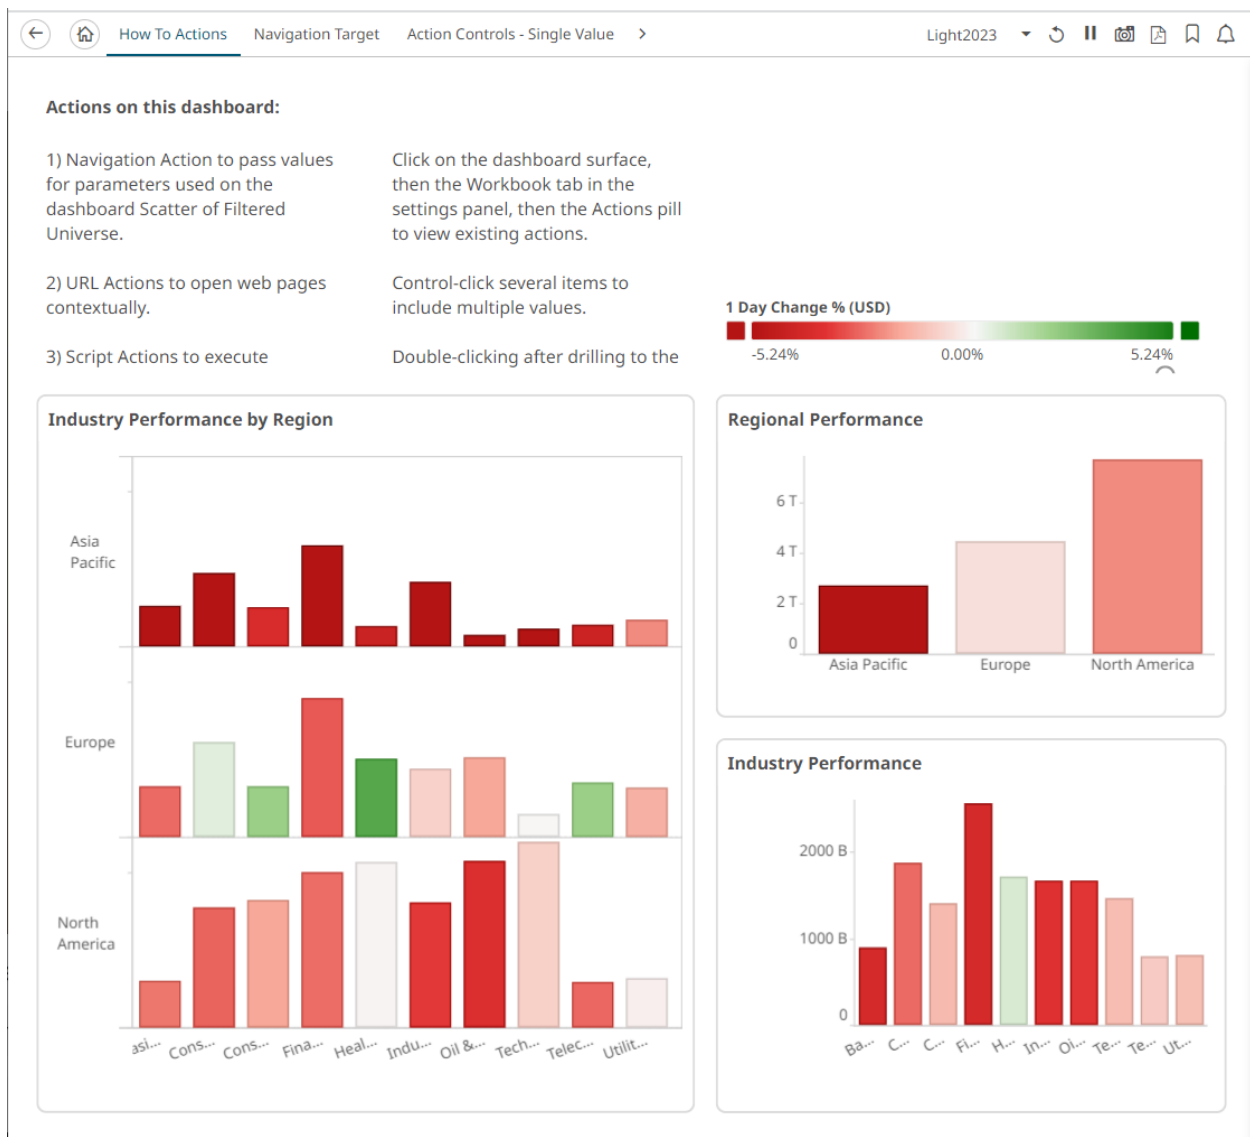 How To Actions Navigation Target Action Controls - Single Value Light2023
Actions on this dashboard:
1) Navigation Action to pass values
for parameters used on the
dashboard Scatter of Filtered
Universe.
2) URL Actions to open web pages
contextually.
3) Script Actions to execute
Click on the dashboard surface,
then the Workbook tab in the
settings panel, then the Actions pill
to view existing actions.
Control-click several items to
include multiple values.
Double-clicking after drilling to the
1 Day Change % (USD)
-5.24% 0.00% 5.24%
Industry Performance by Region
Asia
Pacific
Europe
North
America
asi... Cons... Cons... Fina... Heal... Indu... Oil &... Tech... Telec... Utilit...
Regional Performance
6 T
4 T
2 T
0
Asia Pacific Europe North America
Industry Performance
2000 B
1000 B
0
Ba... C... C... Fi... H... In... Oi... Te... Te... Ut...